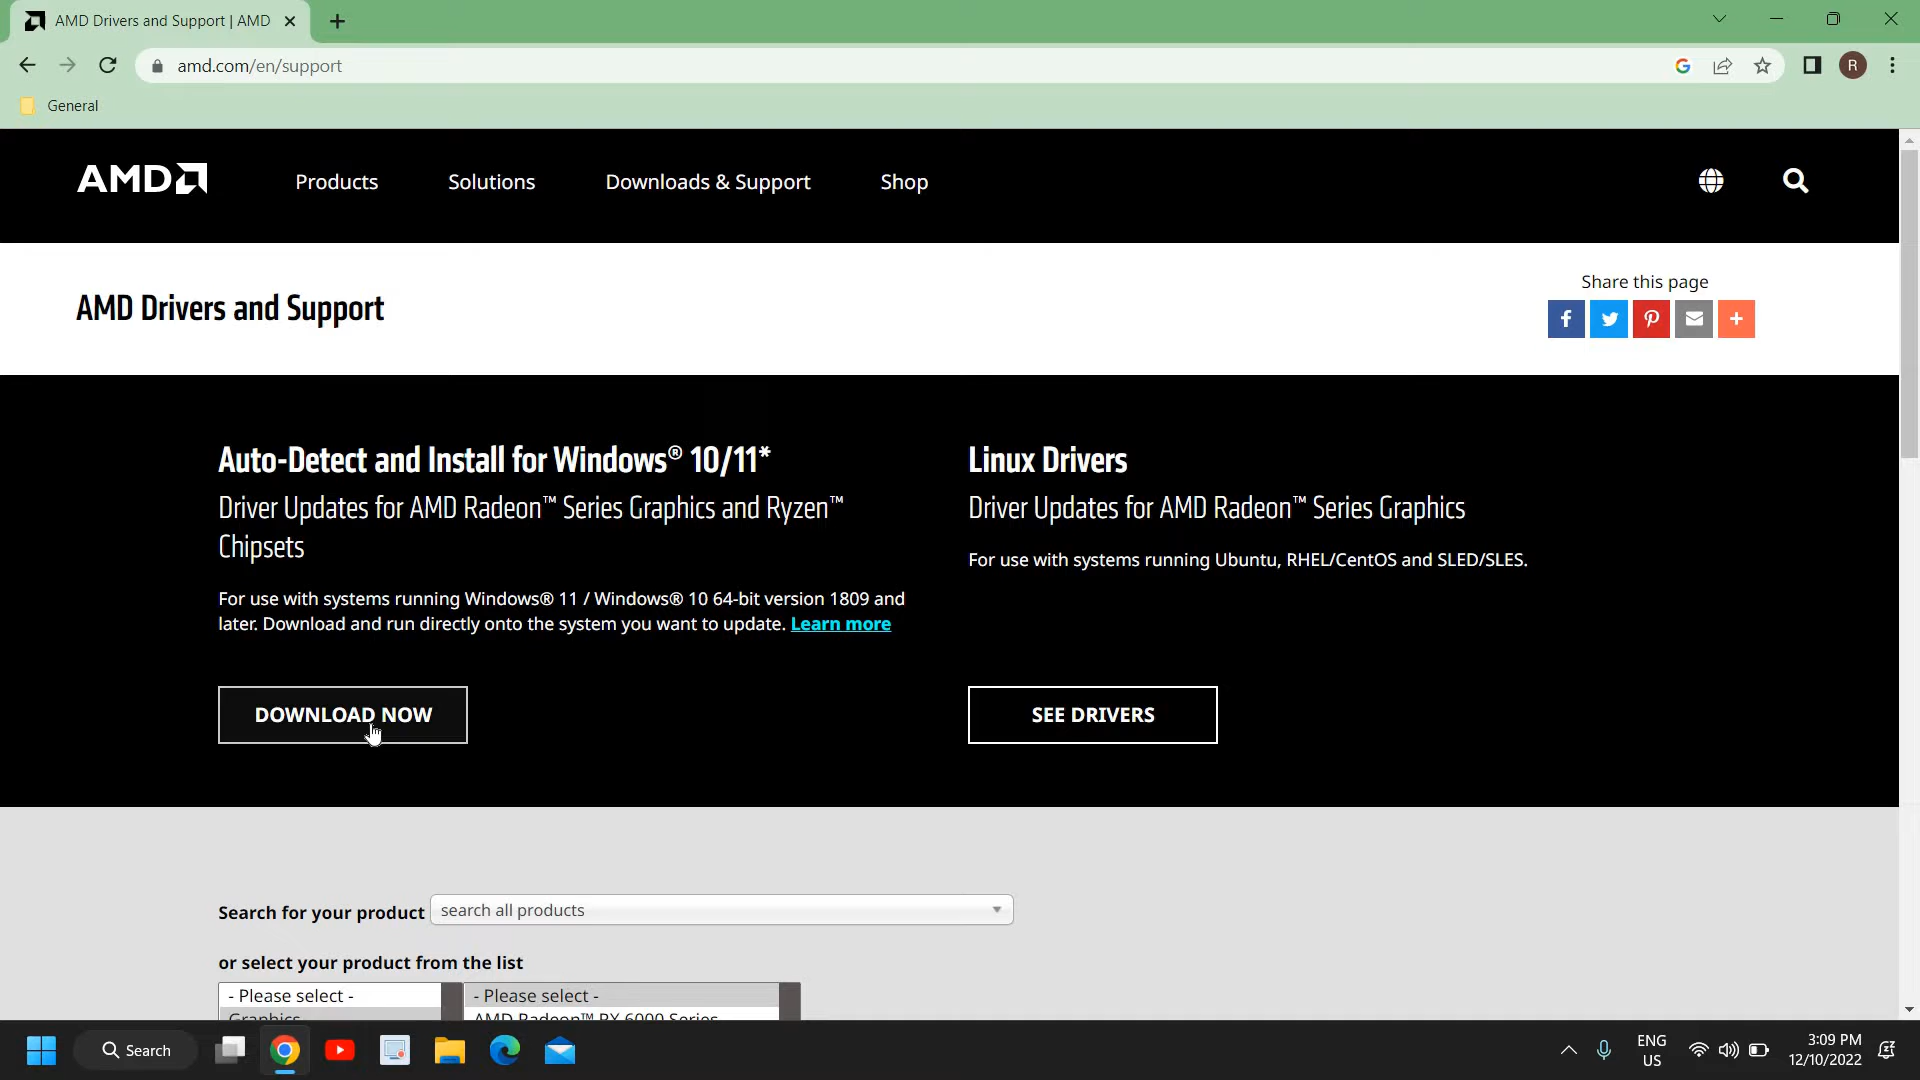 AMD Drivers and Support | AMD
amd.com/en/support
R
General
AMD
Products
Solutions
Downloads & Support
Shop
AMD Drivers and Support
Share this page
Auto-Detect and Install for Windows® 10/11*
Driver Updates for AMD Radeon™ Series Graphics and Ryzen™
Chipsets
For use with systems running Windows® 11 / Windows® 10 64-bit version 1809 and
later. Download and run directly onto the system you want to update. Learn more
DOWNLOAD NOW
Linux Drivers
Driver Updates for AMD Radeon™ Series Graphics
For use with systems running Ubuntu, RHEL/CentOS and SLED/SLES.
SEE DRIVERS
Search for your product
search all products
or select your product from the list
- Please select -
Graphics
- Please select -
AMD Radeon™ RX 6000 Series
Search
ENG
US
3:09 PM
12/10/2022